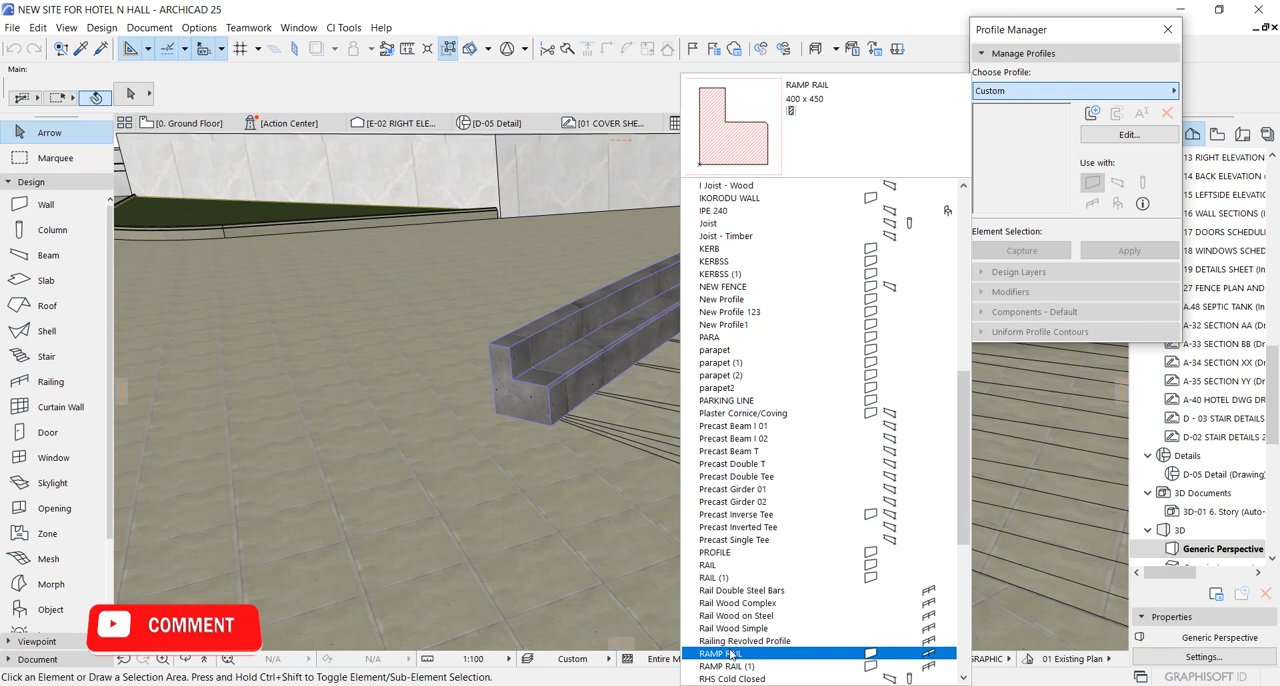 NEW SITE FOR HOTEL N HALL - ARCHICAD 25
File Edit View Design Document Options Teamwork Window CI Tools Help
Main:
[0. Ground Floor] [Action Center] [E-02 RIGHT ELE... [D-05 Detail] [01 COVER SHE...
Arrow
Marquee
Design
Wall
Column
Beam
Slab
Roof
Shell
Stair
Railing
Curtain Wall
Door
Window
Skylight
Opening
Zone
Mesh
Morph
Object
Viewpoint
Document
COMMENT
RAMP RAIL
400 x 450
I Joist - Wood
IKORODU WALL
IPE 240
Joist
Joist - Timber
KERB
KERBSS
KERBSS (1)
NEW FENCE
New Profile
New Profile 123
New Profile1
PARA
parapet
parapet (1)
parapet (2)
parapet2
PARKING LINE
Plaster Cornice/Coving
Precast Beam I 01
Precast Beam I 02
Precast Beam T
Precast Double T
Precast Double Tee
Precast Girder 01
Precast Girder 02
Precast Inverse Tee
Precast Inverted Tee
Precast Single Tee
PROFILE
RAIL
RAIL (1)
Rail Double Steel Bars
Rail Wood Complex
Rail Wood on Steel
Rail Wood Simple
Railing Revolved Profile
RAMP RAIL
RAMP RAIL (1)
RHS Cold Closed
Profile Manager
Manage Profiles
Choose Profile:
Custom
Edit...
Use with:
Element Selection:
Capture Apply
Design Layers
Modifiers
Components - Default
Uniform Profile Contours
13 RIGHT ELEVATION
14 BACK ELEVATION
15 LEFTSIDE ELEVATI
16 WALL SECTIONS
17 DOORS SCHEDUL
18 WINDOWS SCHED
19 DETAILS SHEET
27 FENCE PLAN AND
A.48 SEPTIC TANK
A-32 SECTION AA
A-33 SECTION BB
A-34 SECTION XX
A-35 SECTION YY
A-40 HOTEL DWG DR
D - 03 STAIR DETAILS
D-02 STAIR DETAILS 2
Details
D-05 Detail (Drawing)
3D Documents
3D-01 6. Story (Auto-
3D
Generic Perspective
Properties
Generic Perspective
Settings...
N/A N/A 1:100 Custom Entire M GRAPHIC 01 Existing Plan
Click an Element or Draw a Selection Area. Press and Hold Ctrl+Shift to Toggle Element/Sub-Element Selection.
GRAPHISOFT ID